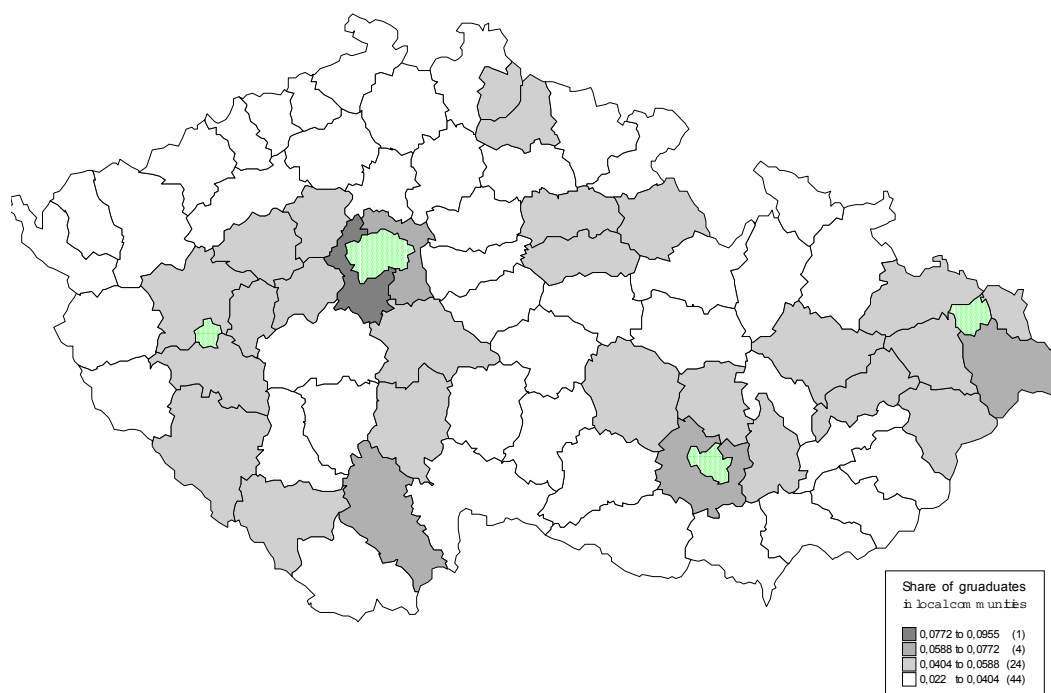 Share of gruaduates
in local communities
0,0772 to 0,0955 (1)
0,0588 to 0,0772 (4)
0,0404 to 0,0588 (24)
0,022 to 0,0404 (44)